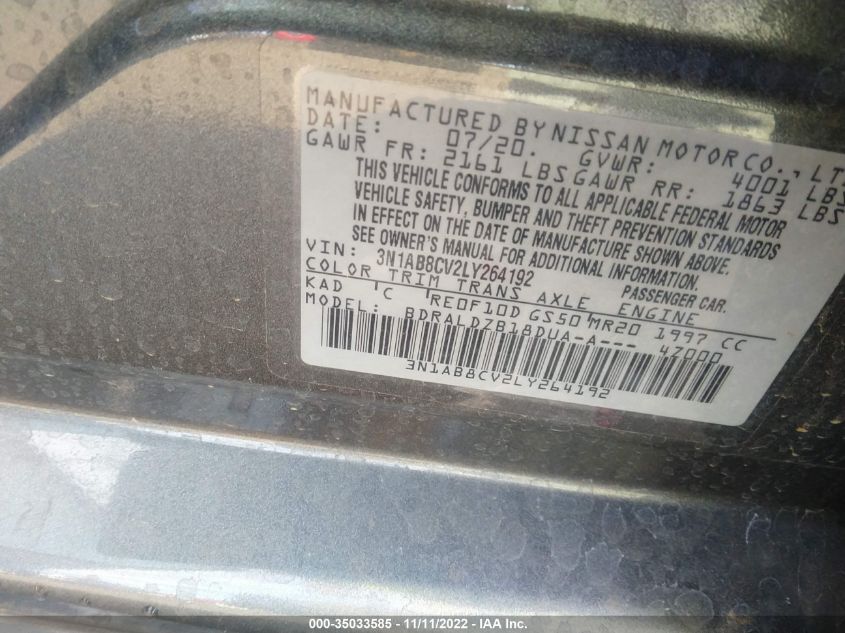 MANUFACTURED BY NISSAN MOTOR CO., LT
DATE: 07/20. GVWR: 4001 LBS
GAWR FR: 2161 LBS GAWR RR: 1863 LBS
THIS VEHICLE CONFORMS TO ALL APPLICABLE FEDERAL MOTOR
VEHICLE SAFETY, BUMPER AND THEFT PREVENTION STANDARDS
IN EFFECT ON THE DATE OF MANUFACTURE SHOWN ABOVE.
SEE OWNER'S MANUAL FOR ADDITIONAL INFORMATION.
VIN: 3N1AB8CV2LY264192 PASSENGER CAR.
COLOR TRIM TRANS AXLE ENGINE
KAD C RE0F10D GS50 MR20 1997 CC
MODEL: BDRALDZB18DUA-A--- 4Z000
3N1AB8CV2LY264192
000-35033585 - 11/11/2022 - IAA Inc.